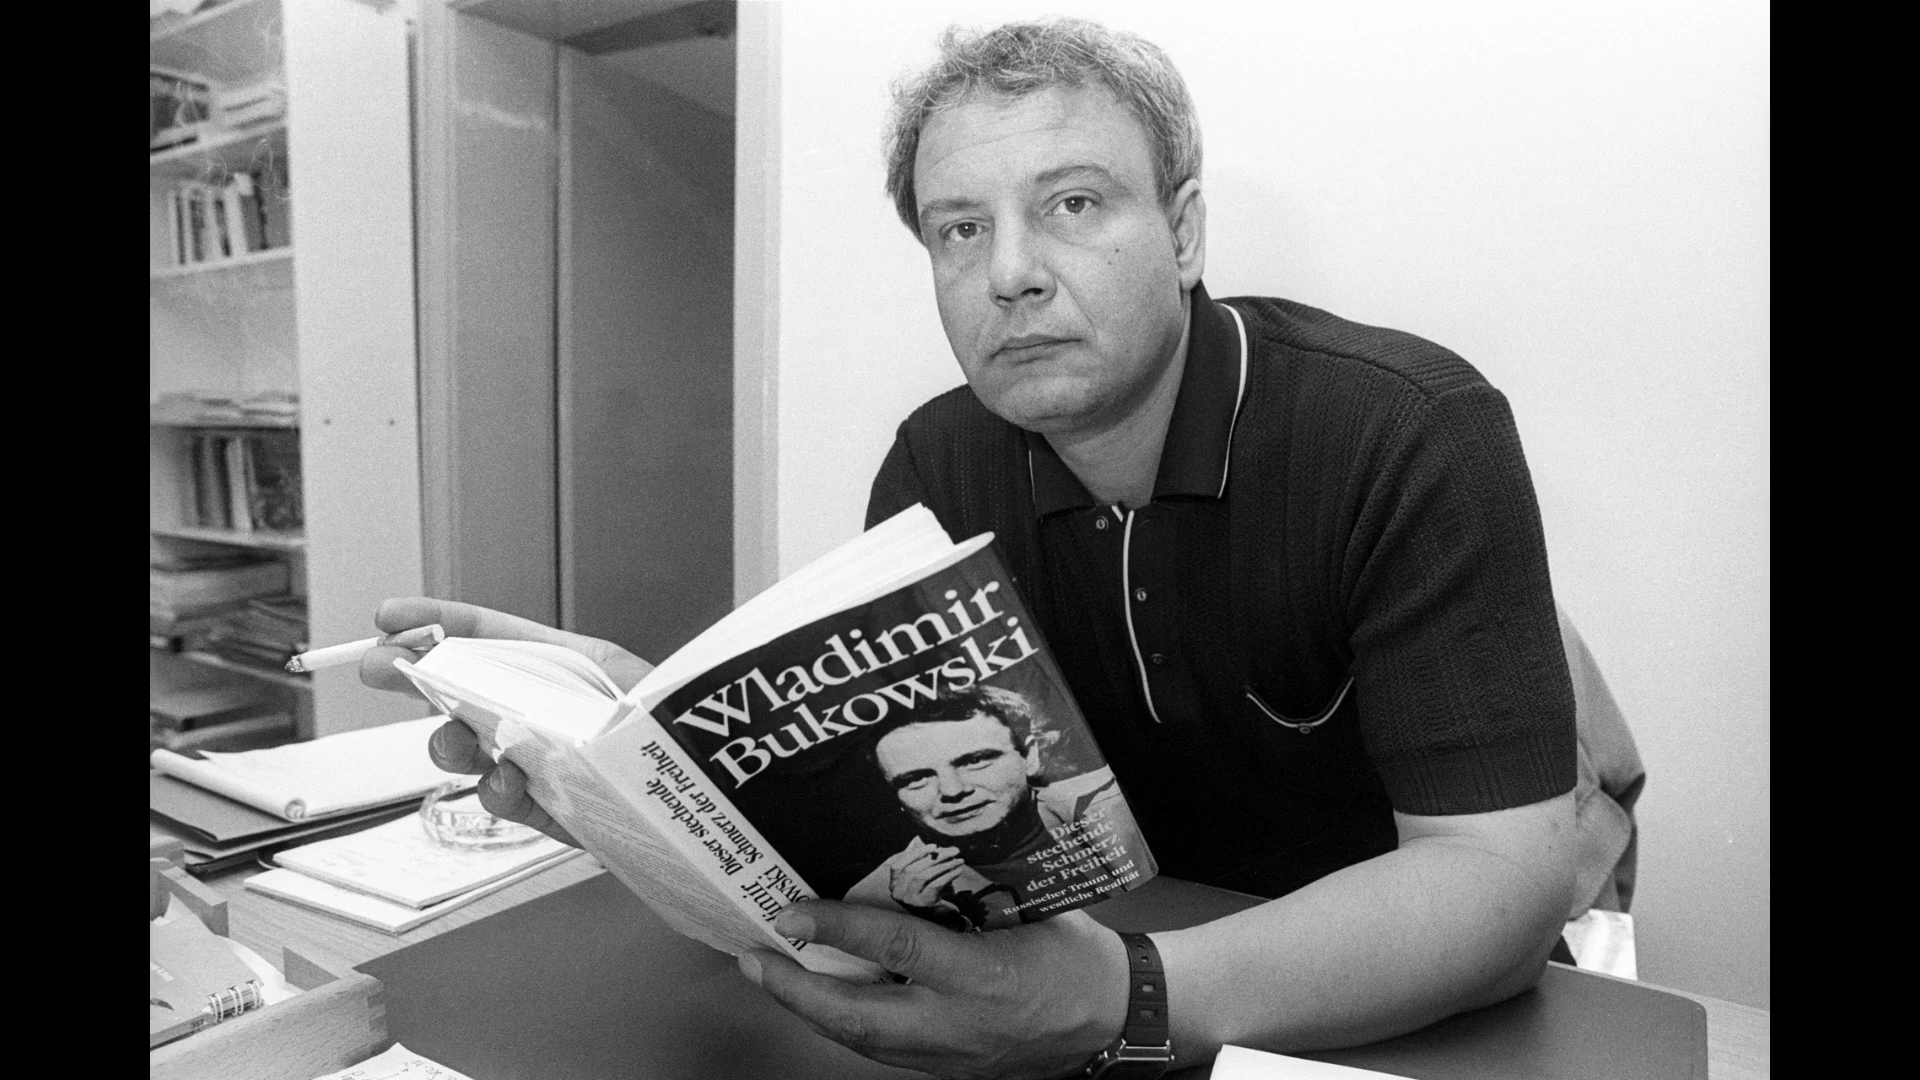 Wladimir
Bukowski
Dieser
stechende
Schmerz
der Freiheit
Russischer Traum und
westliche Realität
Dieser stechende
Schmerz der Freiheit